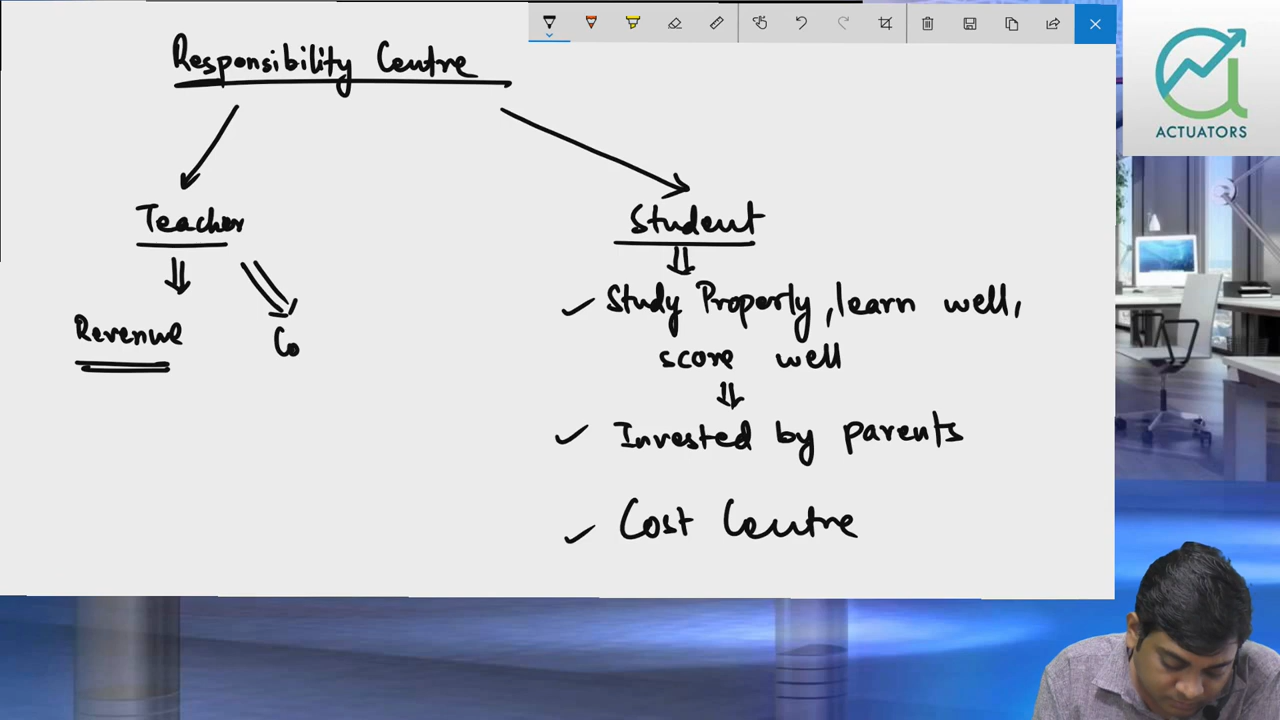 Responsibility Centre
ACTUATORS
Teacher
Student
Revenue
Co
Study Properly, learn well,
score well
Invested by parents
Cost Centre